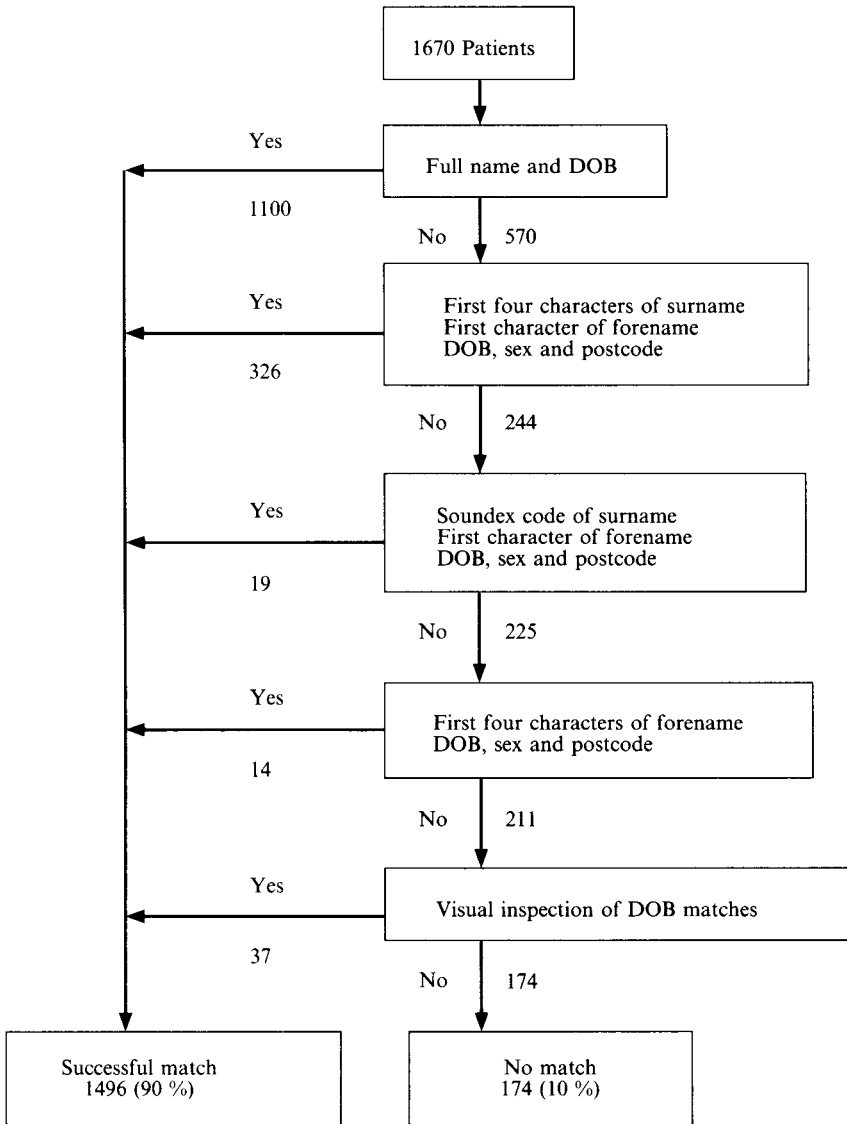 1670 Patients
Yes
Full name and DOB
1100
No 570
Yes
First four characters of surname
First character of forename
DOB, sex and postcode
326
No 244
Yes
Soundex code of surname
First character of forename
DOB, sex and postcode
19
No 225
Yes
First four characters of forename
DOB, sex and postcode
14
No 211
Yes
Visual inspection of DOB matches
37
No 174
Successful match
1496 (90 %)
No match
174 (10 %)